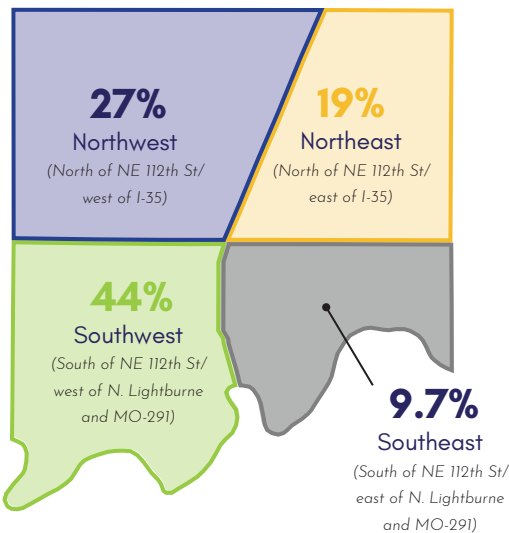 27%
Northwest
(North of NE 112th St/
west of I-35)
19%
Northeast
(North of NE 112th St/
east of I-35)
44%
Southwest
(South of NE 112th St/
west of N. Lightburne
and MO-291)
9.7%
Southeast
(South of NE 112th St/
east of N. Lightburne
and MO-291)